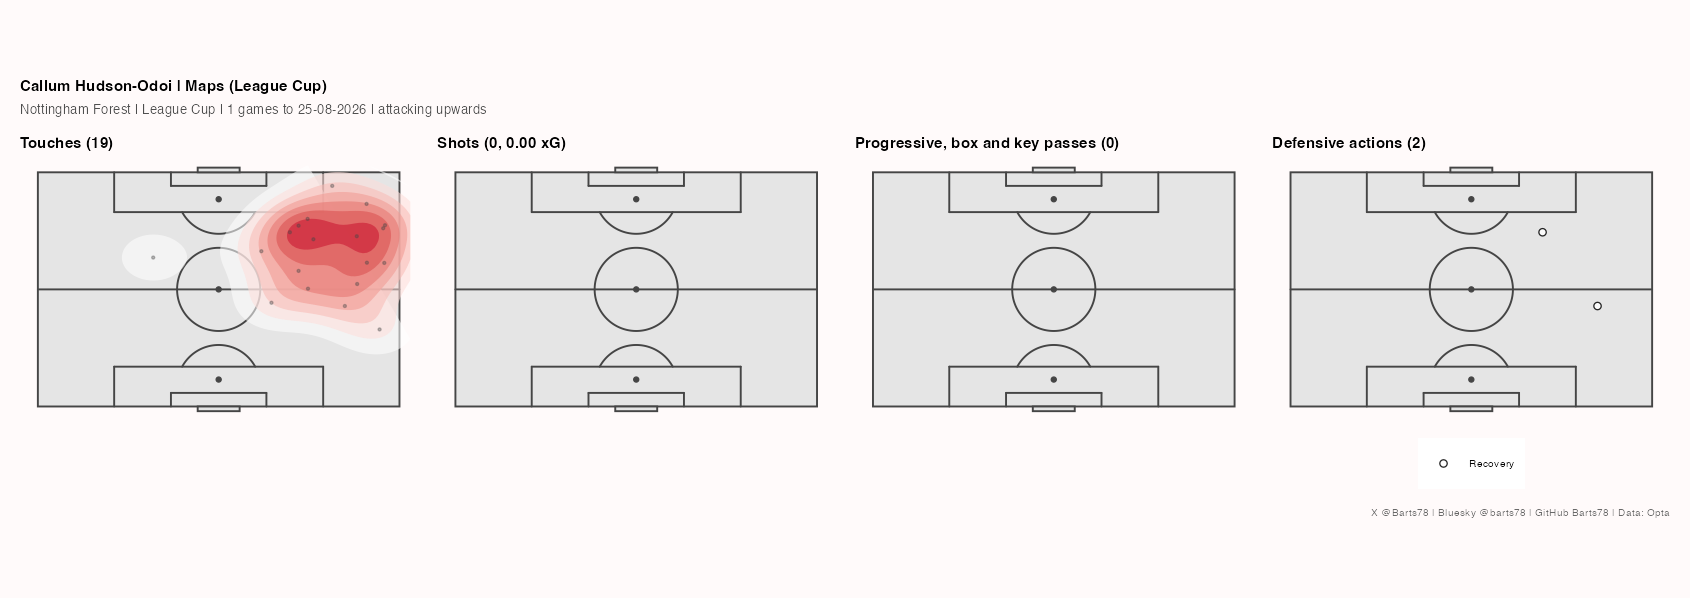 Callum Hudson-Odoi | Maps (League Cup)
Nottingham Forest | League Cup | 1 games to 25-08-2026 | attacking upwards
Touches (19)
Shots (0, 0.00 xG)
Progressive, box and key passes (0)
Defensive actions (2)
Recovery
X @Barts78 | Bluesky @barts78 | GitHub Barts78 | Data: Opta